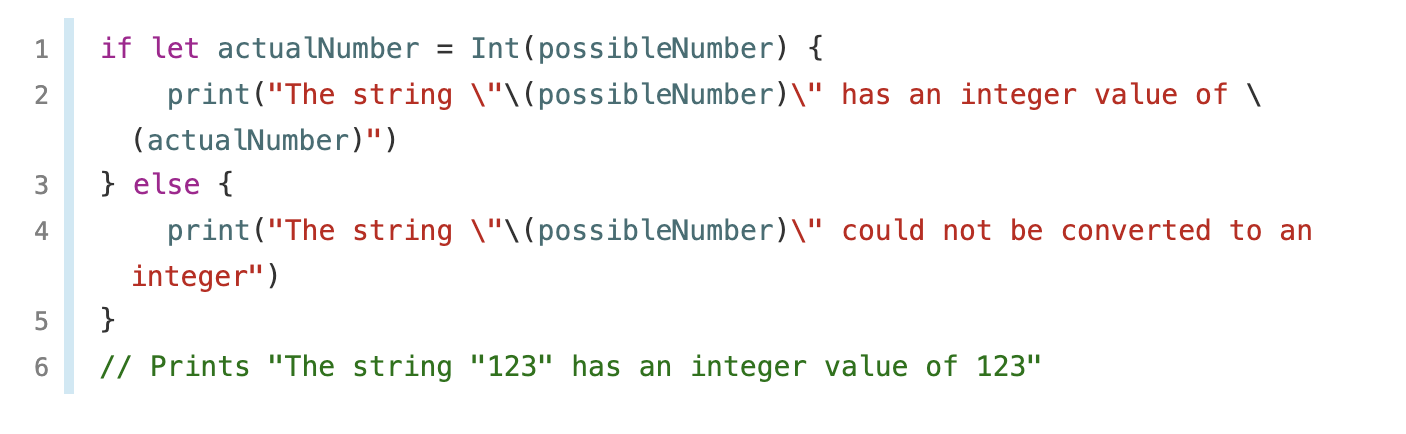 1 if let actualNumber = Int(possibleNumber) {
2     print("The string \"\(possibleNumber)\" has an integer value of \
(actualNumber)")
3 } else {
4     print("The string \"\(possibleNumber)\" could not be converted to an
integer")
5 }
6 // Prints "The string "123" has an integer value of 123"